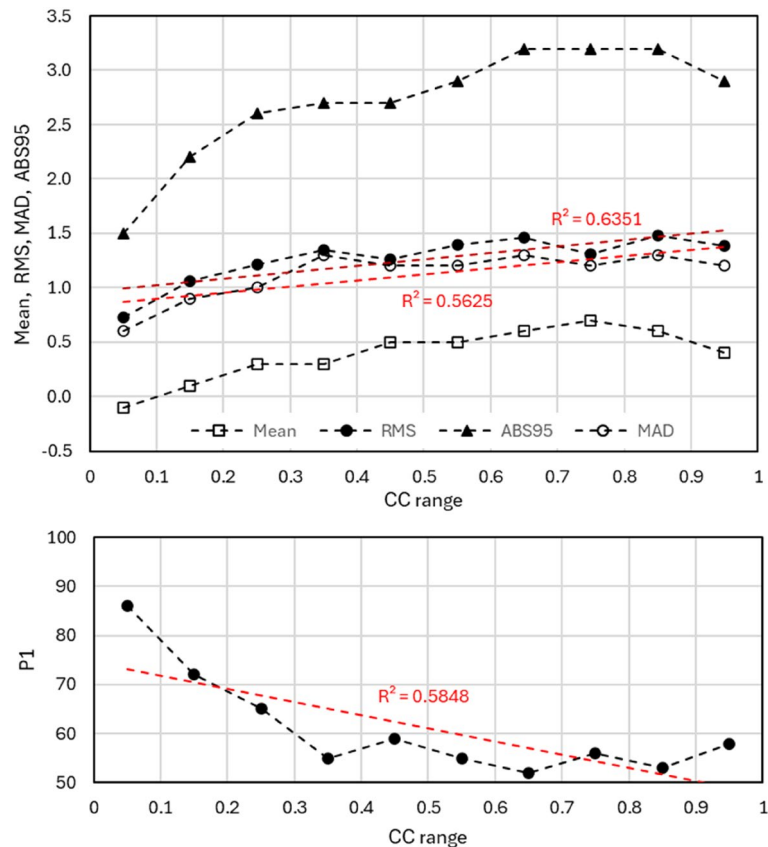 3.5
3.0
2.5
2.0
1.5
1.0
0.5
0.0
-0.5
Mean, RMS, MAD, ABS95
R² = 0.6351
R² = 0.5625
Mean RMS ABS95 MAD
0 0.1 0.2 0.3 0.4 0.5 0.6 0.7 0.8 0.9 1
CC range
100
90
80
70
60
50
P1
R² = 0.5848
0 0.1 0.2 0.3 0.4 0.5 0.6 0.7 0.8 0.9 1
CC range